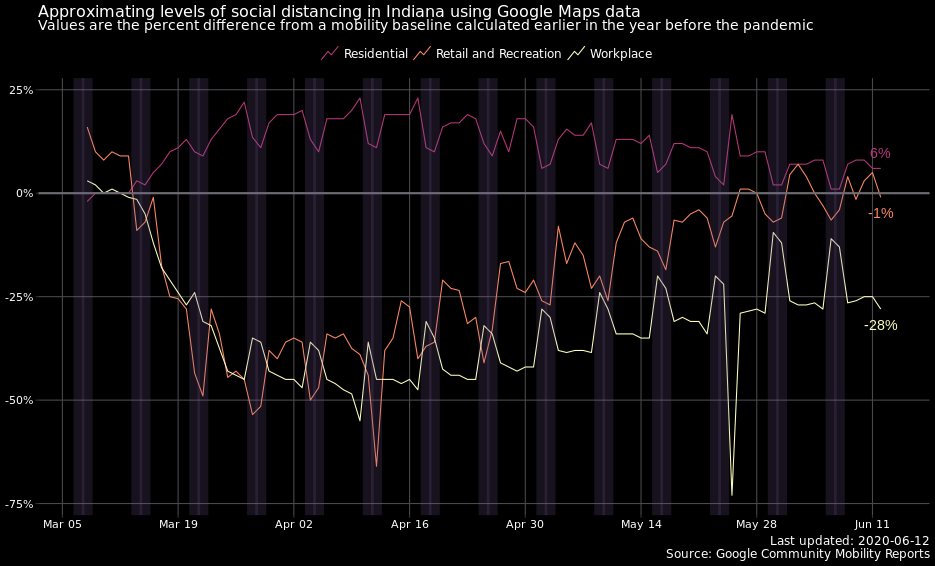 Approximating levels of social distancing in Indiana using Google Maps data
Values are the percent difference from a mobility baseline calculated earlier in the year before the pandemic
Residential Retail and Recreation Workplace
25%
0%
-25%
-50%
-75%
6%
-1%
-28%
Mar 05 Mar 19 Apr 02 Apr 16 Apr 30 May 14 May 28 Jun 11
Last updated: 2020-06-12
Source: Google Community Mobility Reports